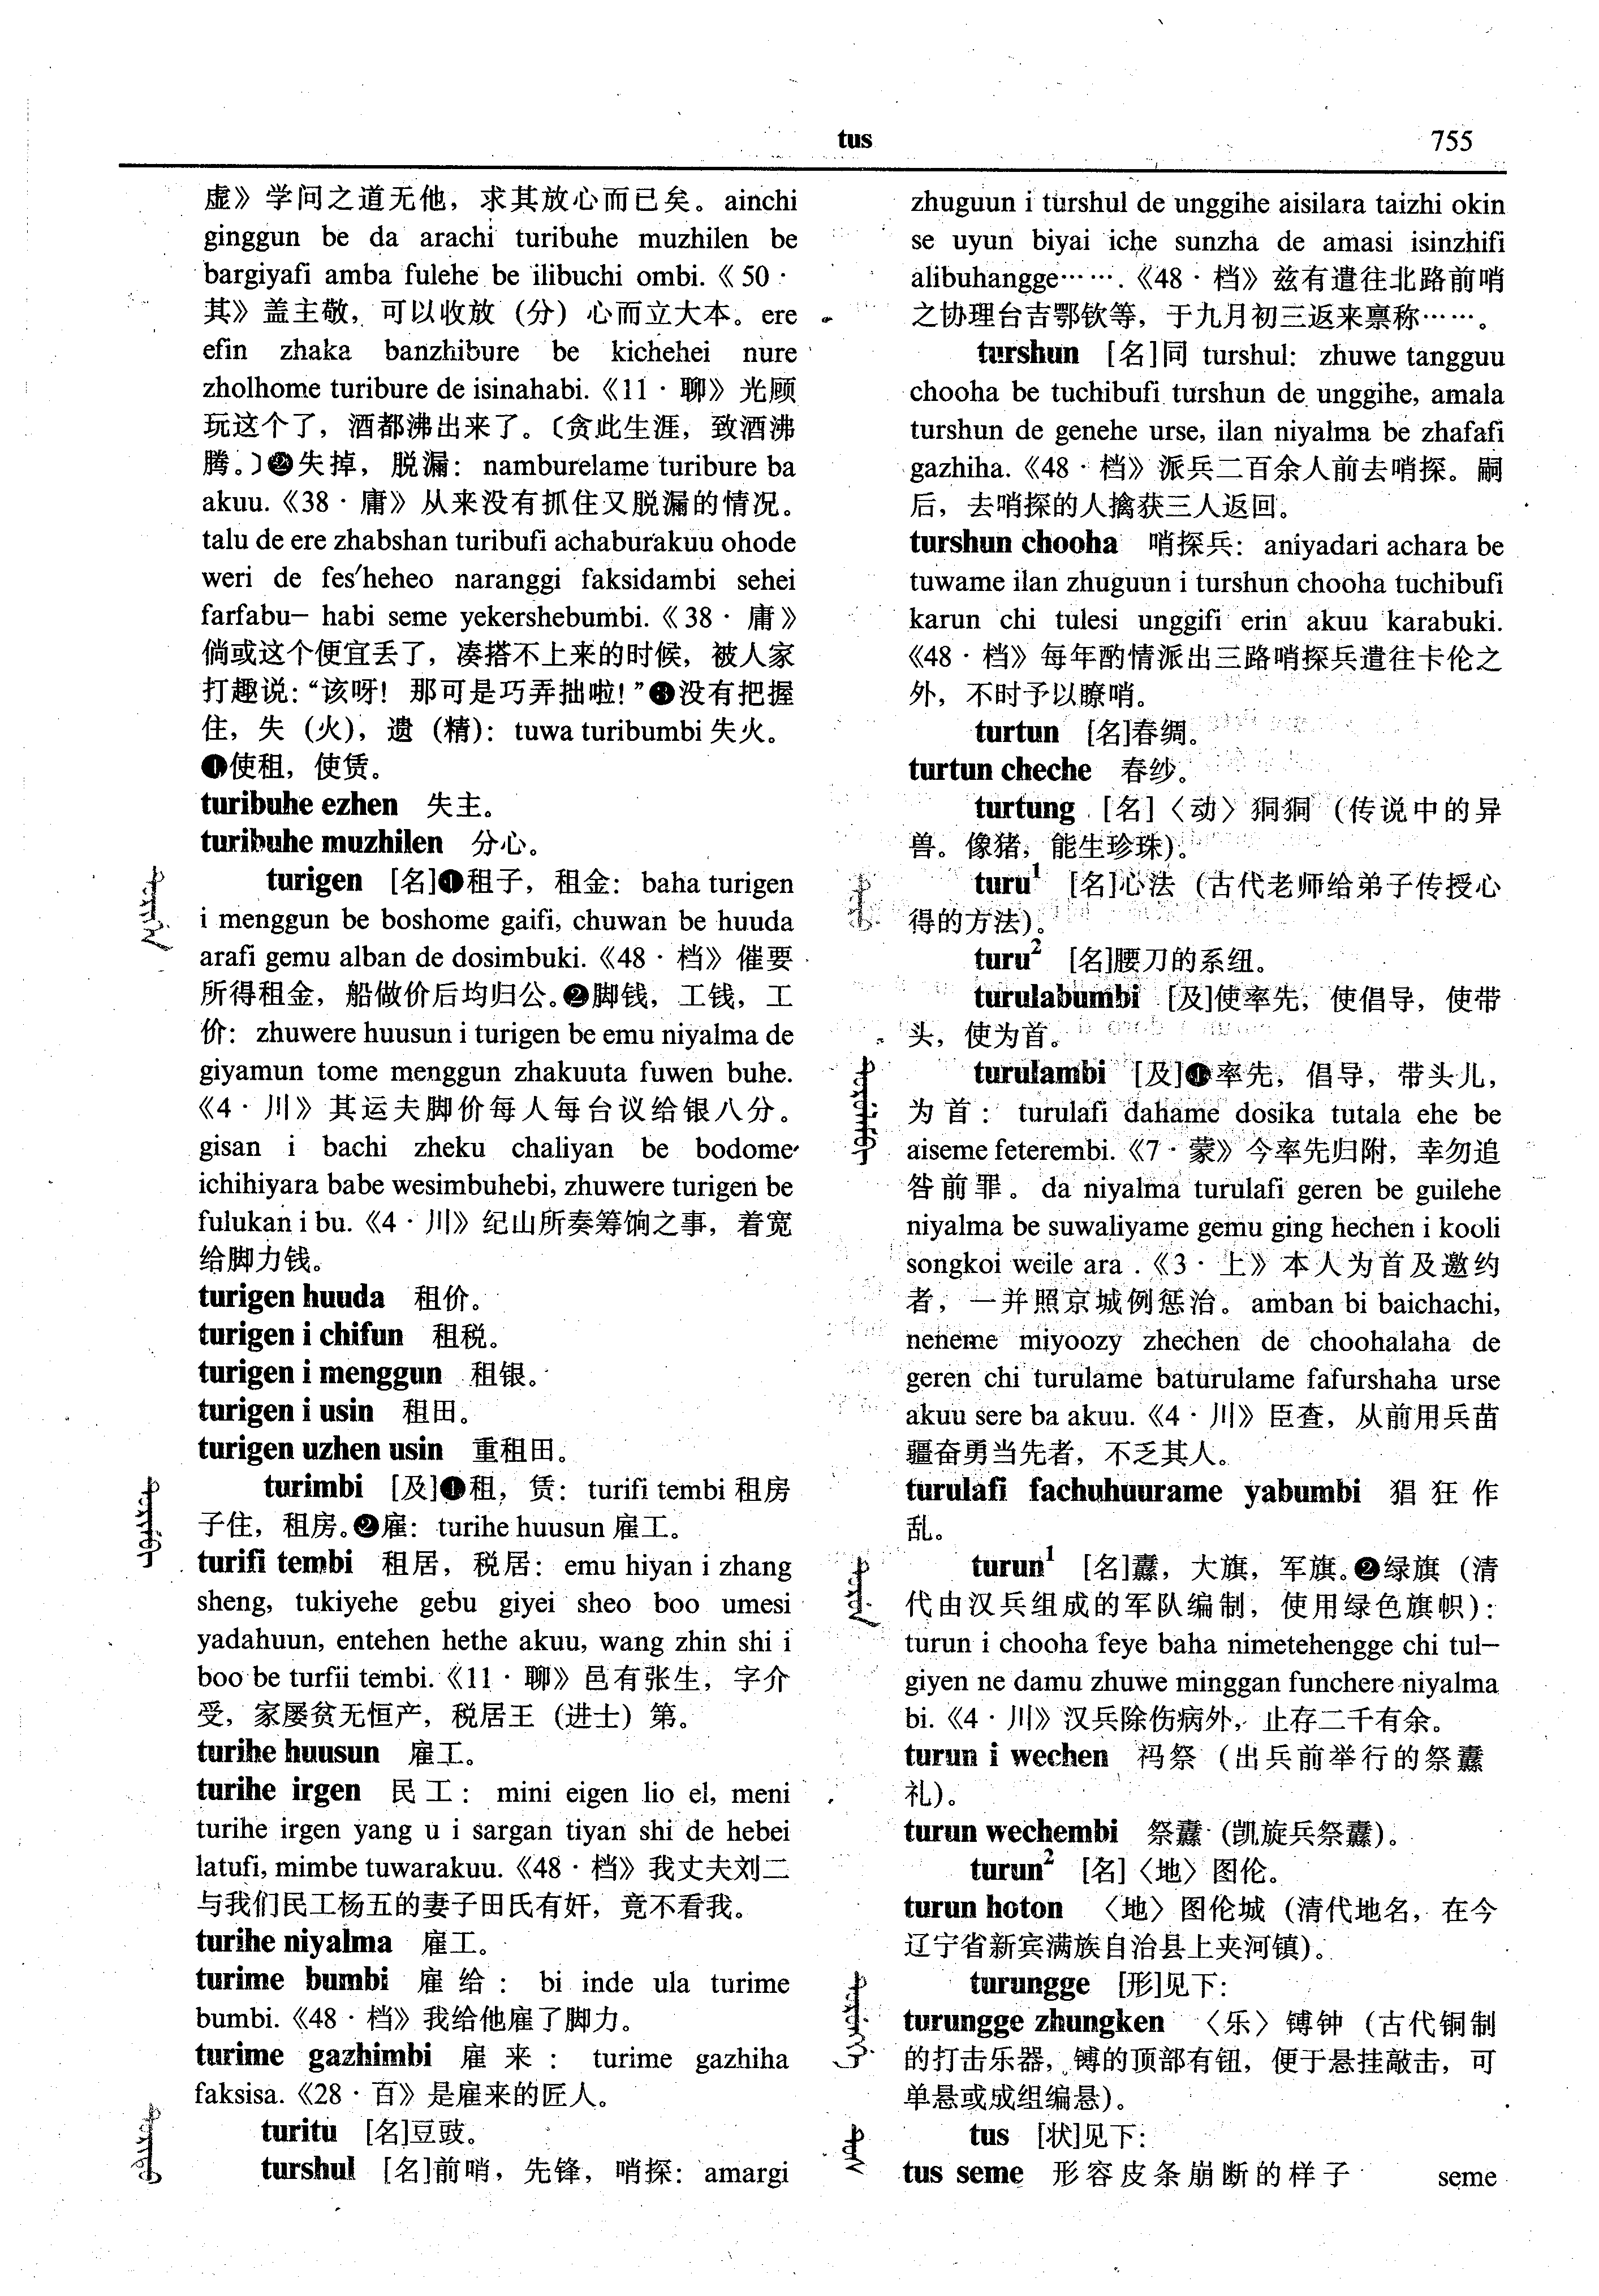 tus
755
虚》学问之道无他，求其放心而已矣。ainchi
ginggun be da arachi turibuhe muzhilen be
bargiyafi amba fulehe be ilibuchi ombi.《50·
其》盖主敬，可以收放（分）心而立大本。ere
efin zhaka banzhibure be kichehei nure
zholhome turibure de isinahabi.《11·聊》光顾
玩这个了，酒都沸出来了。〔贪此生涯，致酒沸
腾。〕❷失掉，脱漏：namburelame turibure ba
akuu.《38·庸》从来没有抓住又脱漏的情况。
talu de ere zhabshan turibufi achaburakuu ohode
weri de fes'heheo naranggi faksidambi sehei
farfabu- habi seme yekershebumbi.《38·庸》
倘或这个便宜丢了，凑搭不上来的时候，被人家
打趣说：“该呀！那可是巧弄拙啦！”❸没有把握
住，失（火），遗（精）：tuwa turibumbi 失火。
❶使租，使赁。
turibuhe ezhen 失主。
turibuhe muzhilen 分心。
turigen [名]❶租子，租金：baha turigen
i menggun be boshome gaifi, chuwan be huuda
arafi gemu alban de dosimbuki.《48·档》催要
所得租金，船做价后均归公。❷脚钱，工钱，工
价：zhuwere huusun i turigen be emu niyalma de
giyamun tome menggun zhakuuta fuwen buhe.
《4·川》其运夫脚价每人每台议给银八分。
gisan i bachi zheku chaliyan be bodome
ichihiyara babe wesimbuhebi, zhuwere turigen be
fulukan i bu.《4·川》纪山所奏筹饷之事，着宽
给脚力钱。
turigen huuda 租价。
turigen i chifun 租税。
turigen i menggun 租银。
turigen i usin 租田。
turigen uzhen usin 重租田。
turimbi [及]❶租，赁：turifi tembi 租房
子住，租房。❷雇：turihe huusun 雇工。
turifi tembi 租居，税居：emu hiyan i zhang
sheng, tukiyehe gebu giyei sheo boo umesi
yadahuun, entehen hethe akuu, wang zhin shi i
boo be turfii tembi.《11·聊》邑有张生，字介
受，家屡贫无恒产，税居王（进士）第。
turihe huusun 雇工。
turihe irgen 民工：mini eigen lio el, meni
turihe irgen yang u i sargan tiyan shi de hebei
latufi, mimbe tuwarakuu.《48·档》我丈夫刘二
与我们民工杨五的妻子田氏有奸，竟不看我。
turihe niyalma 雇工。
turime bumbi 雇给：bi inde ula turime
bumbi.《48·档》我给他雇了脚力。
turime gazhimbi 雇来：turime gazhiha
faksisa.《28·百》是雇来的匠人。
turitu [名]豆豉。
turshul [名]前哨，先锋，哨探：amargi
zhuguun i turshul de unggihe aisilara taizhi okin
se uyun biyai iche sunzha de amasi isinzhifi
alibuhangge…….《48·档》兹有遣往北路前哨
之协理台吉鄂钦等，于九月初三返来禀称……。
turshun [名]同 turshul：zhuwe tangguu
chooha be tuchibufi turshun de unggihe, amala
turshun de genehe urse, ilan niyalma be zhafafi
gazhiha.《48·档》派兵二百余人前去哨探。嗣
后，去哨探的人擒获三人返回。
turshun chooha 哨探兵：aniyadari achara be
tuwame ilan zhuguun i turshun chooha tuchibufi
karun chi tulesi unggifi erin akuu karabuki.
《48·档》每年酌情派出三路哨探兵遣往卡伦之
外，不时予以瞭哨。
turtun [名]春绸。
turtun cheche 春纱。
turtung [名]〈动〉狪狪（传说中的异
兽。像猪，能生珍珠）。
turu¹ [名]心法（古代老师给弟子传授心
得的方法）。
turu² [名]腰刀的系纽。
turulabumbi [及]使率先，使倡导，使带
头，使为首。
turulambi [及]❶率先，倡导，带头儿，
为首：turulafi dahame dosika tutala ehe be
aiseme feterembi.《7·蒙》今率先归附，幸勿追
咎前罪。da niyalma turulafi geren be guilehe
niyalma be suwaliyame gemu ging hechen i kooli
songkoi weile ara .《3·上》本人为首及邀约
者，一并照京城例惩治。amban bi baichachi,
neneme miyoozy zhechen de choohalaha de
geren chi turulame baturulame fafurshaha urse
akuu sere ba akuu.《4·川》臣查，从前用兵苗
疆奋勇当先者，不乏其人。
turulafi fachuhuurame yabumbi 猖狂作
乱。
turun¹ [名]纛，大旗，军旗。❷绿旗（清
代由汉兵组成的军队编制，使用绿色旗帜）：
turun i chooha feye baha nimetehengge chi tul-
giyen ne damu zhuwe minggan funchere niyalma
bi.《4·川》汉兵除伤病外，止存二千有余。
turun i wechen 祃祭（出兵前举行的祭纛
礼）。
turun wechembi 祭纛（凯旋兵祭纛）。
turun² [名]〈地〉图伦。
turun hoton 〈地〉图伦城（清代地名，在今
辽宁省新宾满族自治县上夹河镇）。
turungge [形]见下：
turungge zhungken 〈乐〉镈钟（古代铜制
的打击乐器，镈的顶部有钮，便于悬挂敲击，可
单悬或成组编悬）。
tus [状]见下：
tus seme 形容皮条崩断的样子 seme